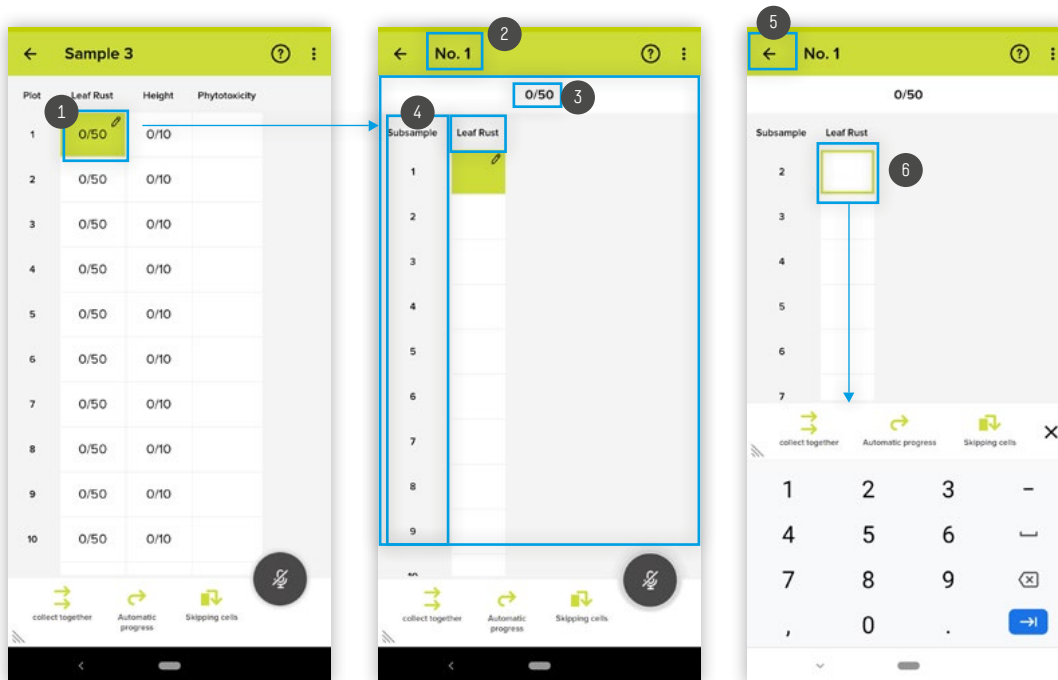 Sample 3
Plot Leaf Rust Height Phytotoxicity
1
1 0/50 0/10
2 0/50 0/10
3 0/50 0/10
4 0/50 0/10
5 0/50 0/10
6 0/50 0/10
7 0/50 0/10
8 0/50 0/10
9 0/50 0/10
10 0/50 0/10
collect together Automatic progress Skipping cells
2
No. 1
0/50 3
4
Subsample Leaf Rust
1
2
3
4
5
6
7
8
9
collect together Automatic progress Skipping cells
5
No. 1
0/50
Subsample Leaf Rust
2 6
3
4
5
6
7
collect together Automatic progress Skipping cells
1 2 3 -
4 5 6
7 8 9
, 0 .